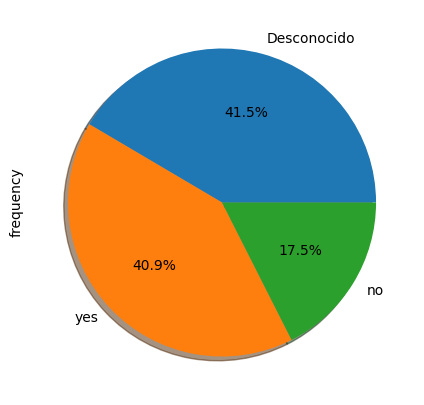 Desconocido
41.5%
frequency
17.5%
40.9%
no
yes